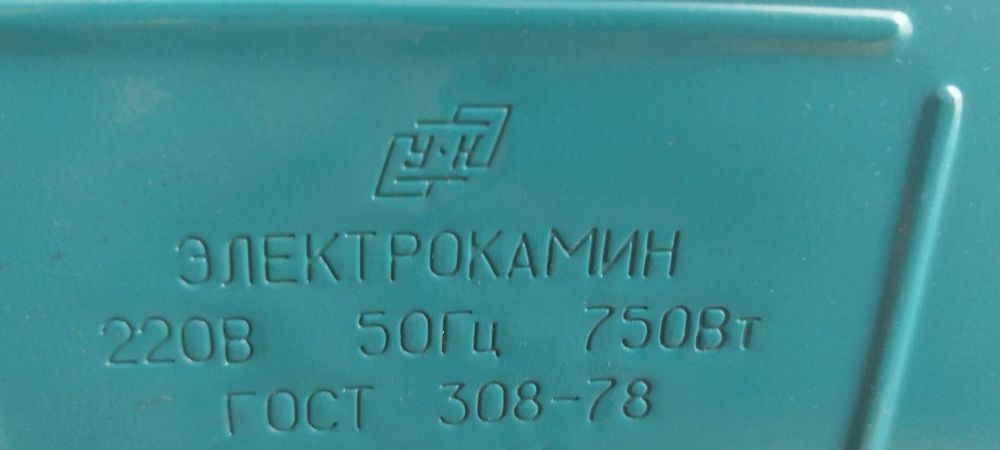 У·Н
ЭЛЕКТРОКАМИН
220В 50Гц 750Вт
ГОСТ 308-78